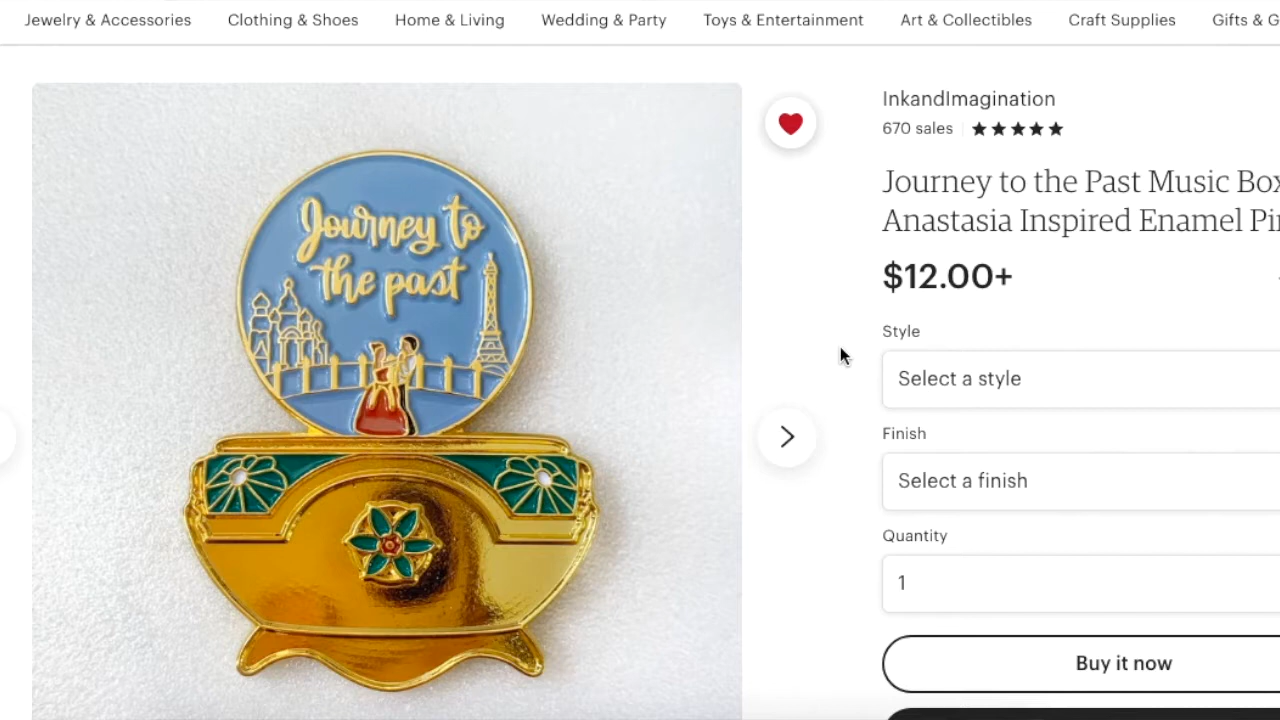 Jewelry & Accessories Clothing & Shoes Home & Living Wedding & Party Toys & Entertainment Art & Collectibles Craft Supplies Gifts & G
InkandImagination
670 sales
Journey to the Past Music Box
Anastasia Inspired Enamel Pi
$12.00+
Style
Select a style
Finish
Select a finish
Quantity
1
Buy it now
Journey to
the past